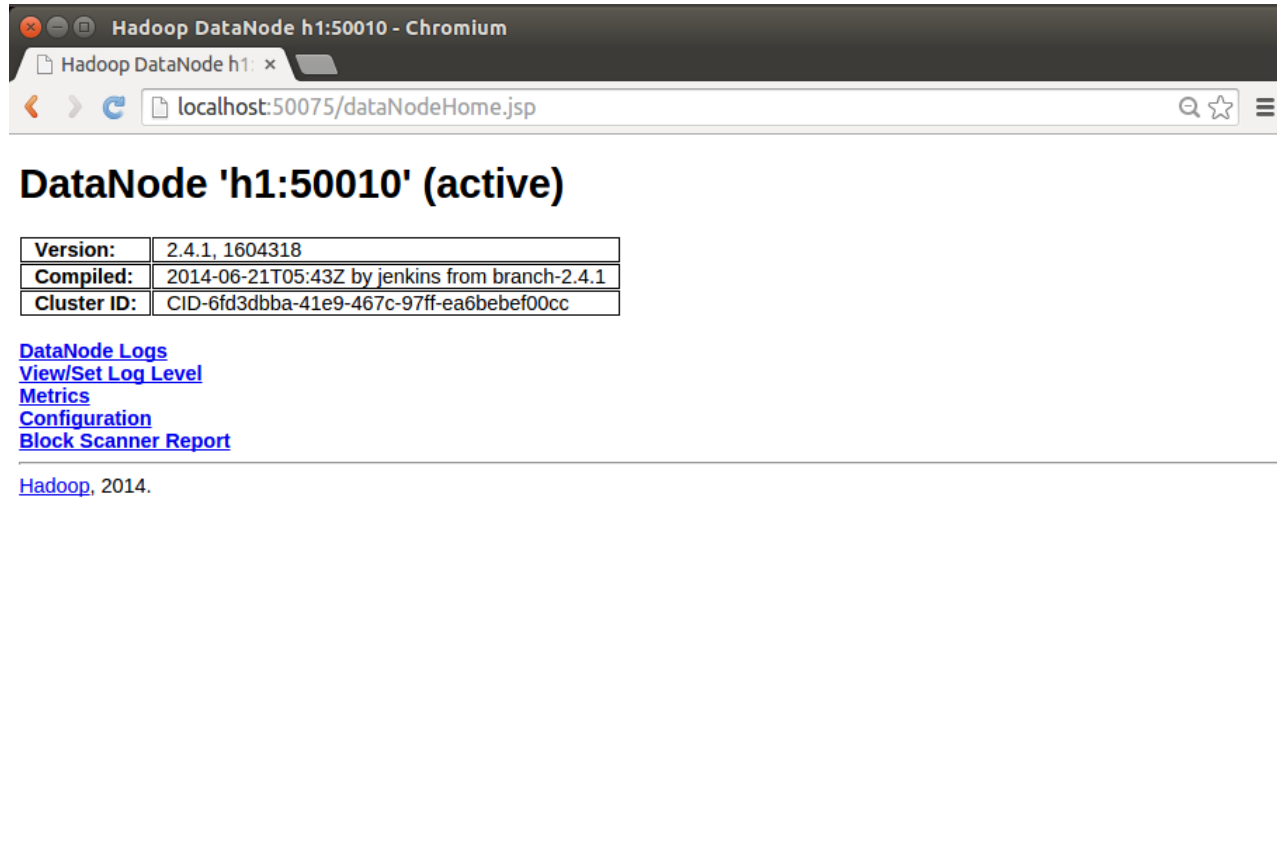 Hadoop DataNode h1:50010 - Chromium
Hadoop DataNode h1:
localhost:50075/dataNodeHome.jsp
DataNode 'h1:50010' (active)
Version: 2.4.1, 1604318
Compiled: 2014-06-21T05:43Z by jenkins from branch-2.4.1
Cluster ID: CID-6fd3dbba-41e9-467c-97ff-ea6bebef00cc
DataNode Logs
View/Set Log Level
Metrics
Configuration
Block Scanner Report
Hadoop, 2014.